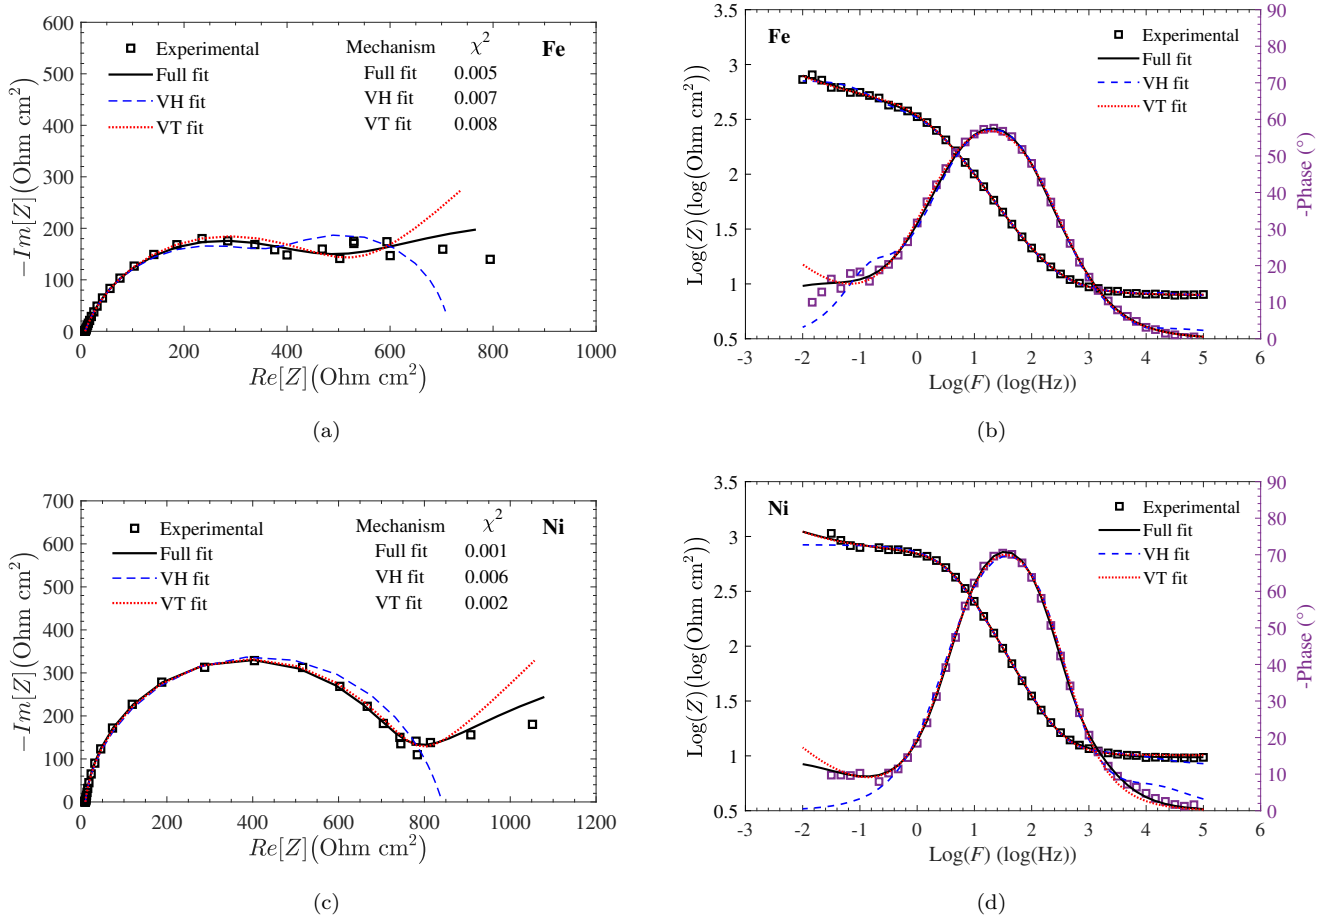 600
500
400
300
200
100
0
0 200 400 600 800 1000
−Im[Z](Ohm cm²)
Re[Z](Ohm cm²)
Experimental
Full fit
VH fit
VT fit
Mechanism χ²
Full fit 0.005
VH fit 0.007
VT fit 0.008
Fe
(a)
3.5
3
2.5
2
1.5
1
0.5
-3 -2 -1 0 1 2 3 4 5 6
Log(Z)(log(Ohm cm²))
Log(F) (log(Hz))
90
80
70
60
50
40
30
20
10
0
-Phase (°)
Fe
Experimental
Full fit
VH fit
VT fit
(b)
700
600
500
400
300
200
100
0
0 200 400 600 800 1000 1200
−Im[Z](Ohm cm²)
Re[Z](Ohm cm²)
Experimental
Full fit
VH fit
VT fit
Mechanism χ²
Full fit 0.001
VH fit 0.006
VT fit 0.002
Ni
(c)
3.5
3
2.5
2
1.5
1
0.5
-3 -2 -1 0 1 2 3 4 5 6
Log(Z)(log(Ohm cm²))
Log(F) (log(Hz))
90
80
70
60
50
40
30
20
10
0
-Phase (°)
Ni
Experimental
Full fit
VH fit
VT fit
(d)